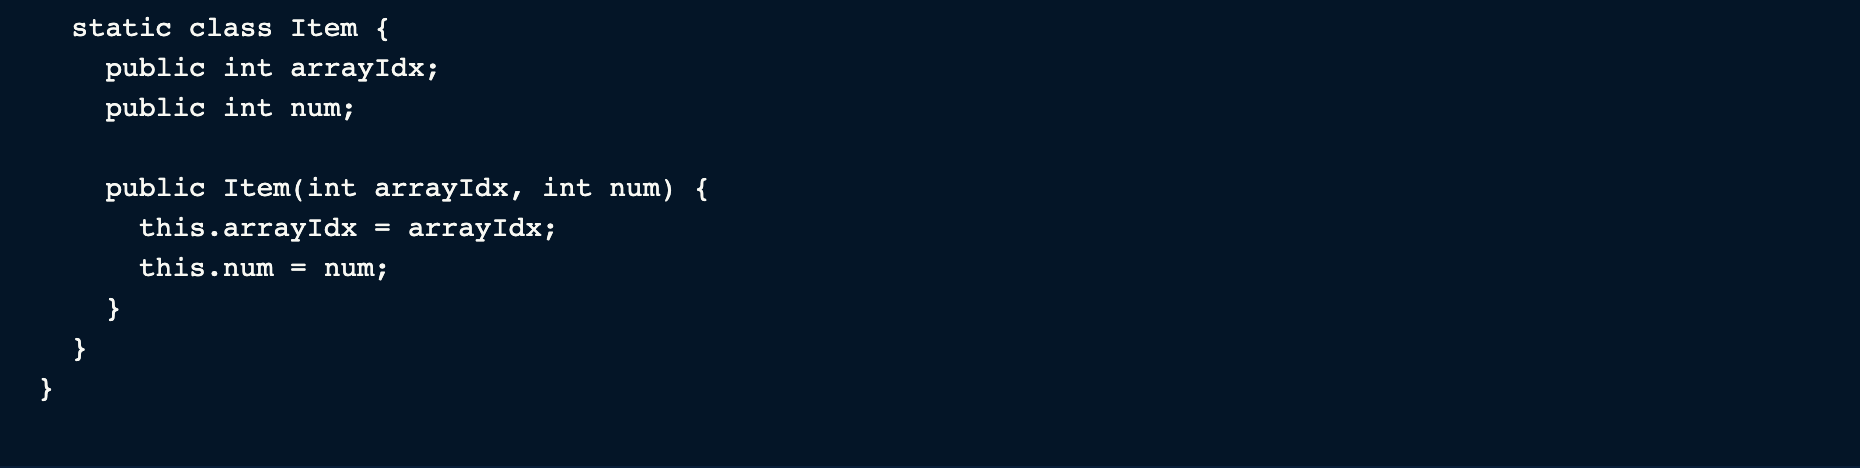 static class Item {
public int arrayIdx;
public int num;
public Item(int arrayIdx, int num) {
this.arrayIdx = arrayIdx;
this.num = num;
}
}
}